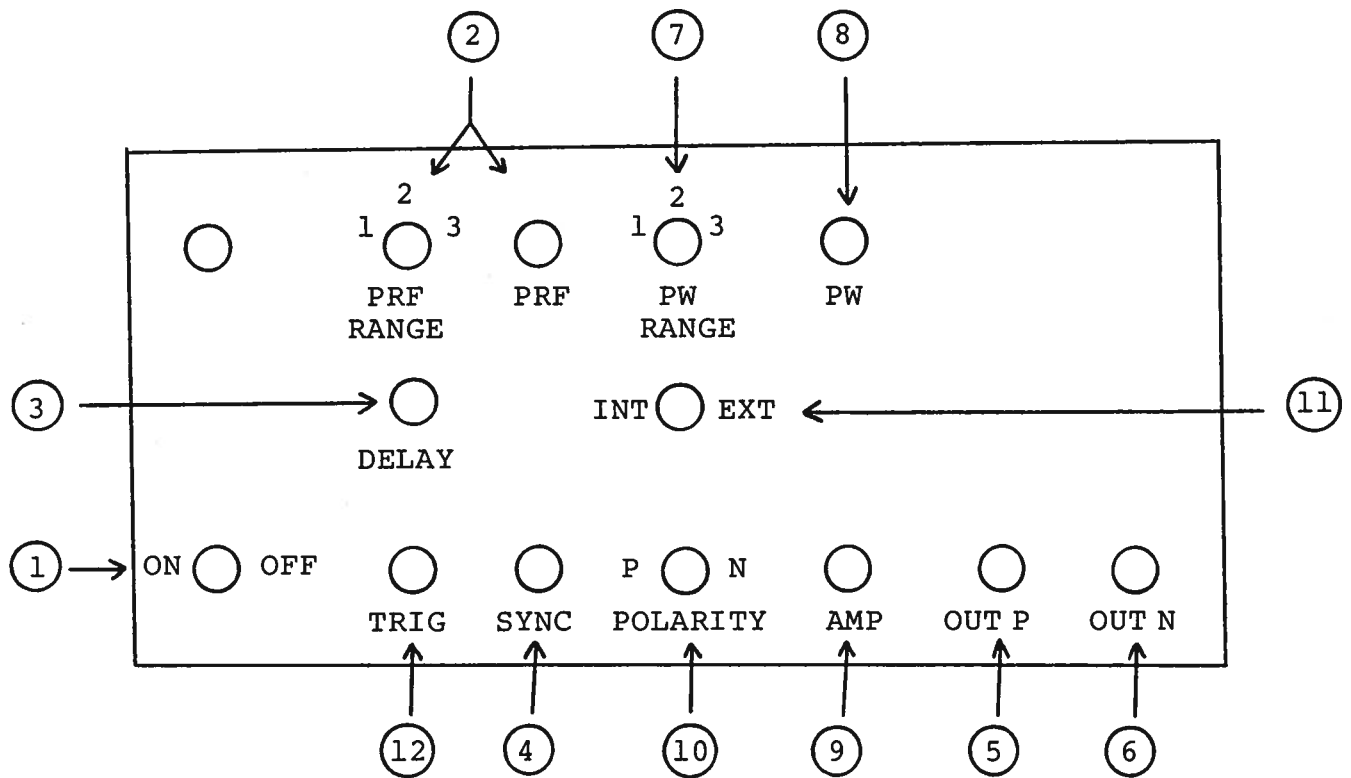 2 7 8
2 2
1 3 1 3
PRF PRF PW PW
RANGE RANGE
3 INT EXT 11
DELAY
1 ON OFF P N
TRIG SYNC POLARITY AMP OUT P OUT N
12 4 10 9 5 6